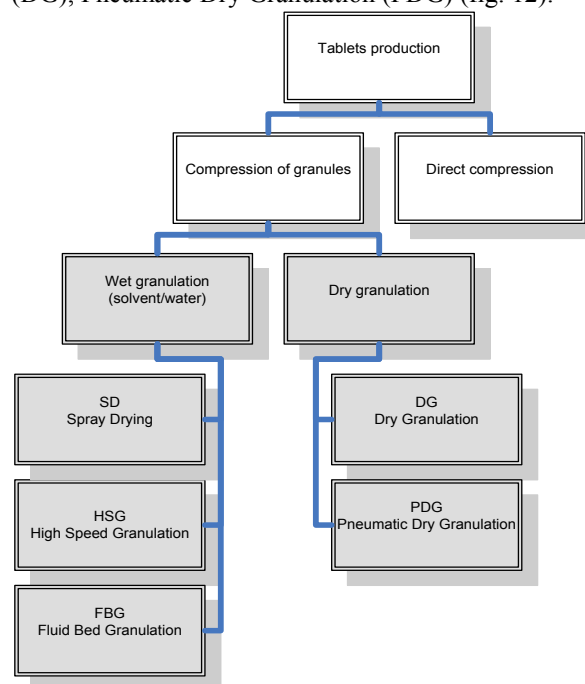 (DG), Pneumatic Dry Granulation (PDG) (fig. 12).
Tablets production
Compression of granules
Direct compression
Wet granulation
(solvent/water)
Dry granulation
SD
Spray Drying
DG
Dry Granulation
HSG
High Speed Granulation
PDG
Pneumatic Dry Granulation
FBG
Fluid Bed Granulation